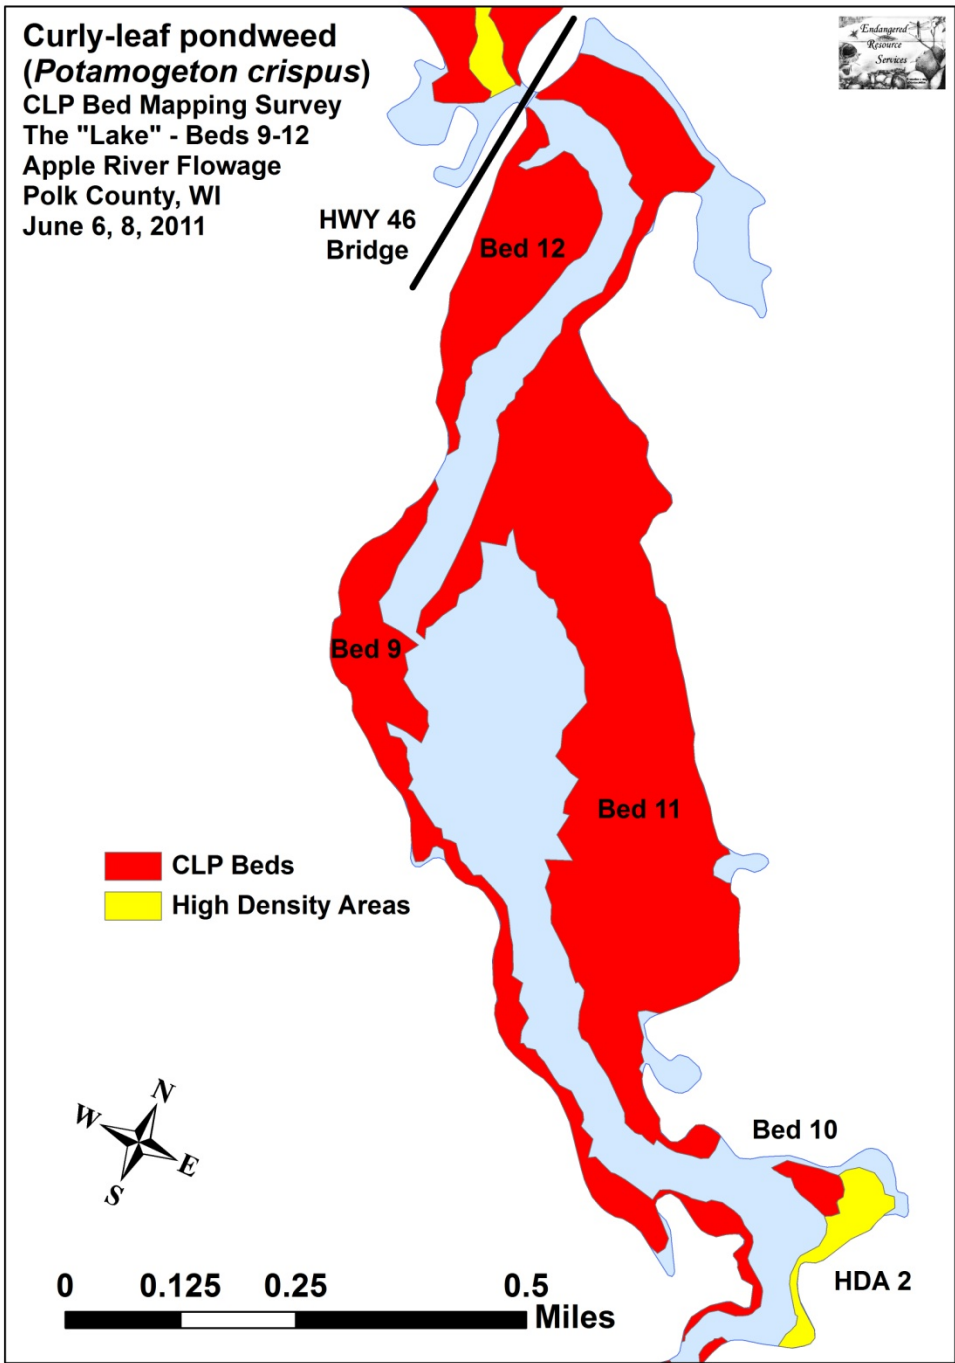 Curly-leaf pondweed
(Potamogeton crispus)
CLP Bed Mapping Survey
The "Lake" - Beds 9-12
Apple River Flowage
Polk County, WI
June 6, 8, 2011
Endangered
Resource
Services
HWY 46
Bridge
Bed 12
Bed 9
Bed 11
CLP Beds
High Density Areas
N
W
E
S
Bed 10
HDA 2
0 0.125 0.25 0.5
Miles